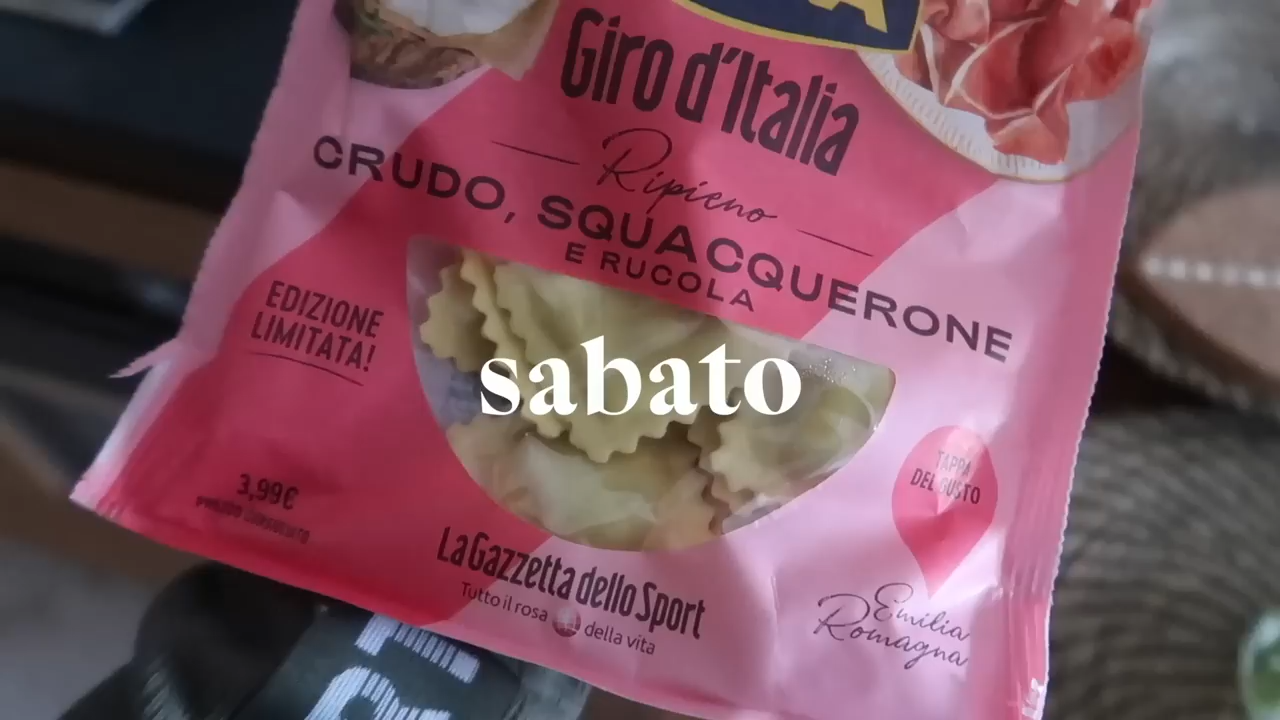 Giro d'Italia
Ripieno
CRUDO, SQUACQUERONE
E RUCOLA
EDIZIONE
LIMITATA!
sabato
TAPPA
DEL GUSTO
3,99€
La Gazzetta dello Sport
Tutto il rosa della vita
Emilia
Romagna